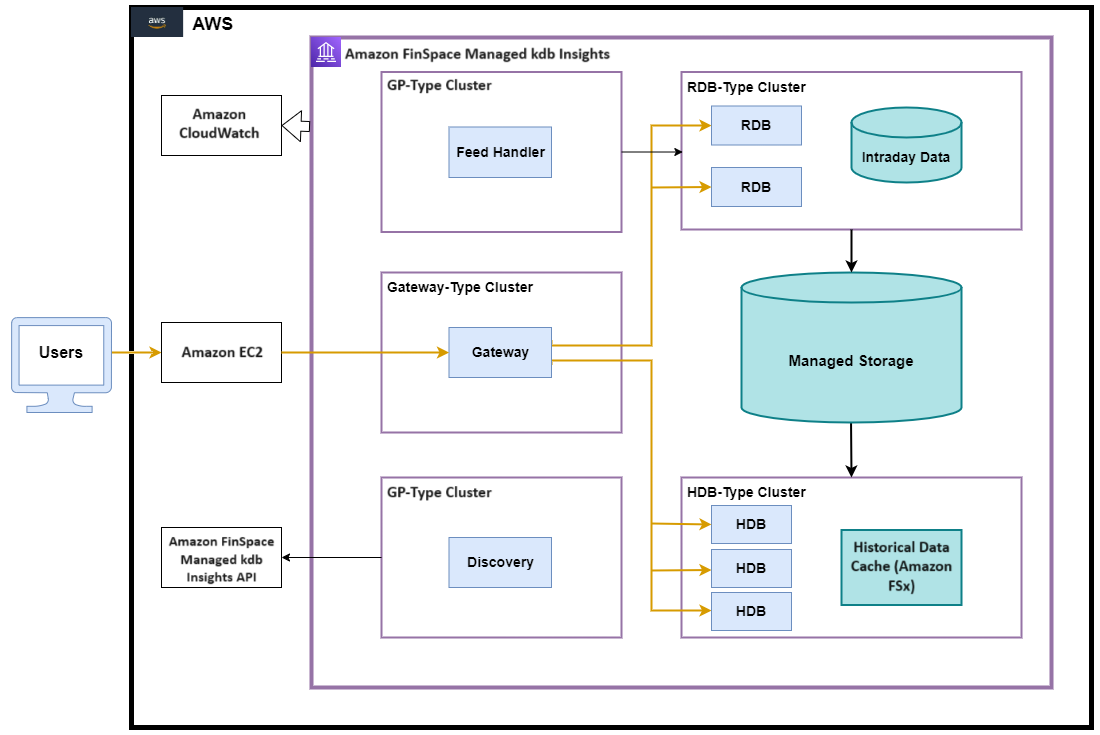 aws
AWS
Amazon FinSpace Managed kdb Insights
GP-Type Cluster
Feed Handler
RDB-Type Cluster
RDB
RDB
Intraday Data
Amazon
CloudWatch
Gateway-Type Cluster
Gateway
Managed Storage
Users
Amazon EC2
GP-Type Cluster
Discovery
Amazon FinSpace
Managed kdb
Insights API
HDB-Type Cluster
HDB
HDB
HDB
Historical Data
Cache (Amazon
FSx)